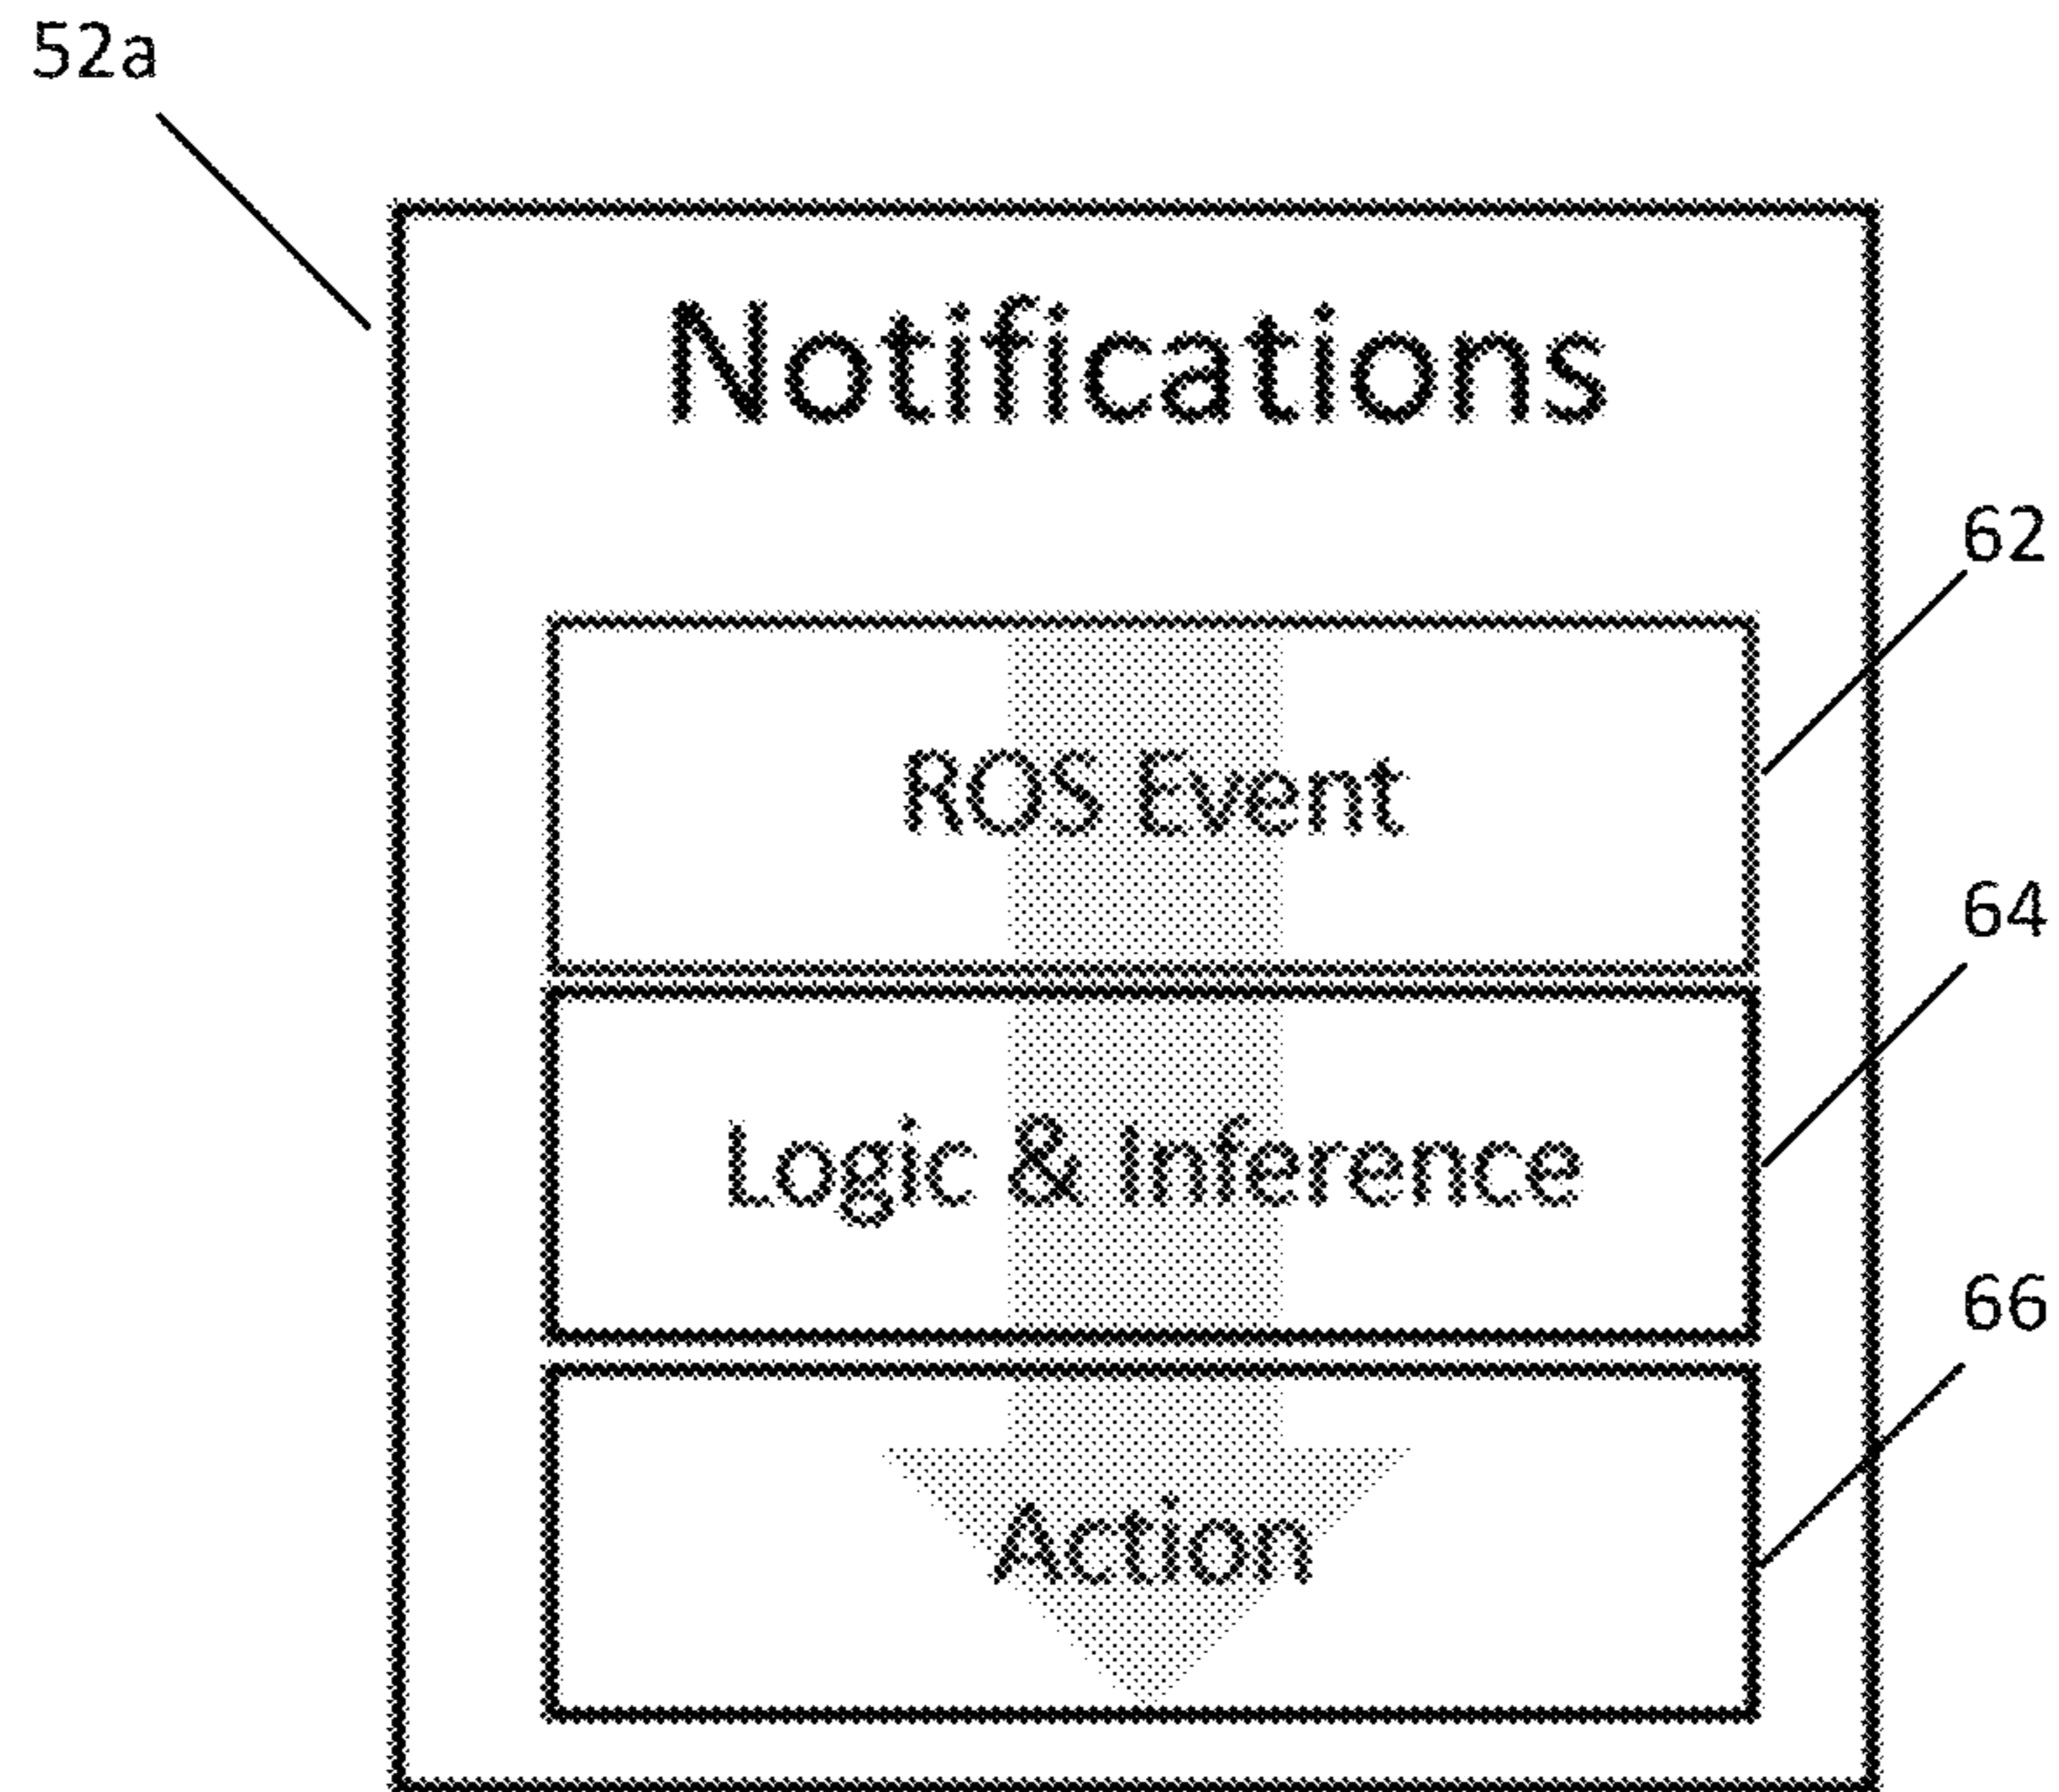 52a
Notifications
62
ROS Event
64
Logic & Inference
66
Action